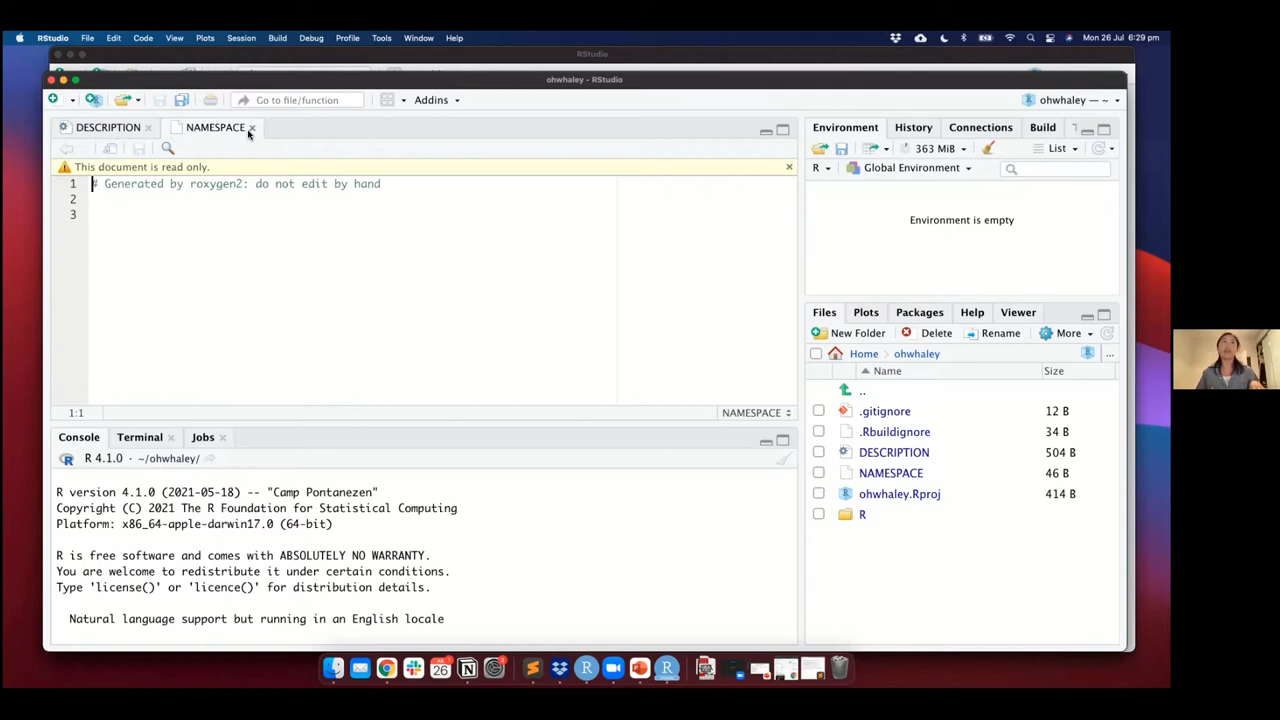 RStudio File Edit Code View Plots Session Build Debug Profile Tools Window Help Mon 26 Jul 6:29 pm
RStudio
ohwhaley - RStudio
Go to file/function Addins ohwhaley — ~
DESCRIPTION NAMESPACE
This document is read only.
1 # Generated by roxygen2: do not edit by hand
2
3
1:1 NAMESPACE
Console Terminal Jobs
R 4.1.0 · ~/ohwhaley/
R version 4.1.0 (2021-05-18) -- "Camp Pontanezen"
Copyright (C) 2021 The R Foundation for Statistical Computing
Platform: x86_64-apple-darwin17.0 (64-bit)
R is free software and comes with ABSOLUTELY NO WARRANTY.
You are welcome to redistribute it under certain conditions.
Type 'license()' or 'licence()' for distribution details.
Natural language support but running in an English locale
Environment History Connections Build
363 MiB List
R Global Environment
Environment is empty
Files Plots Packages Help Viewer
New Folder Delete Rename More
Home ohwhaley ...
Name Size
..
.gitignore 12 B
.Rbuildignore 34 B
DESCRIPTION 504 B
NAMESPACE 46 B
ohwhaley.Rproj 414 B
R
26